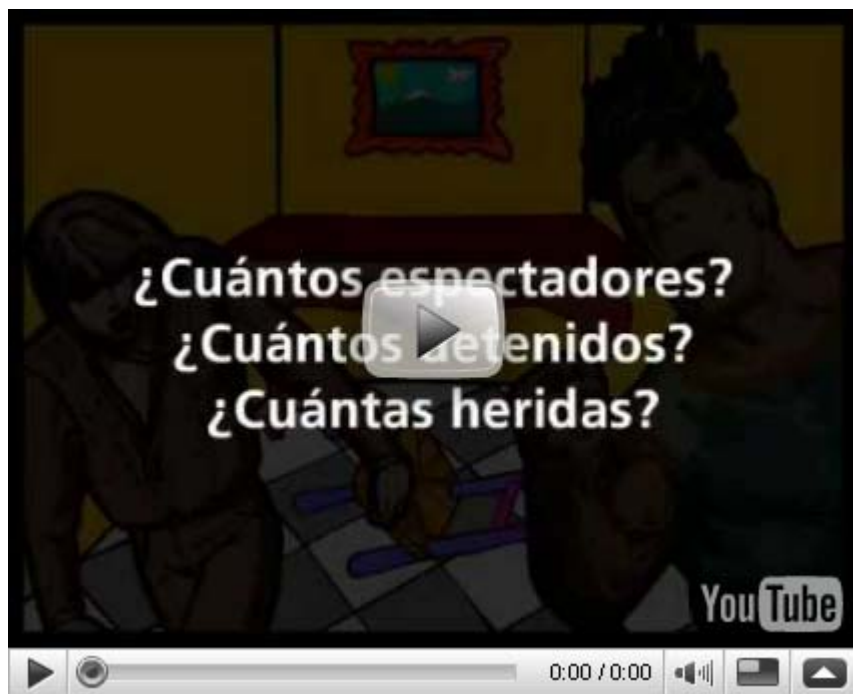 ¿Cuántos espectadores?
¿Cuántos detenidos?
¿Cuántas heridas?
YouTube
0:00 / 0:00